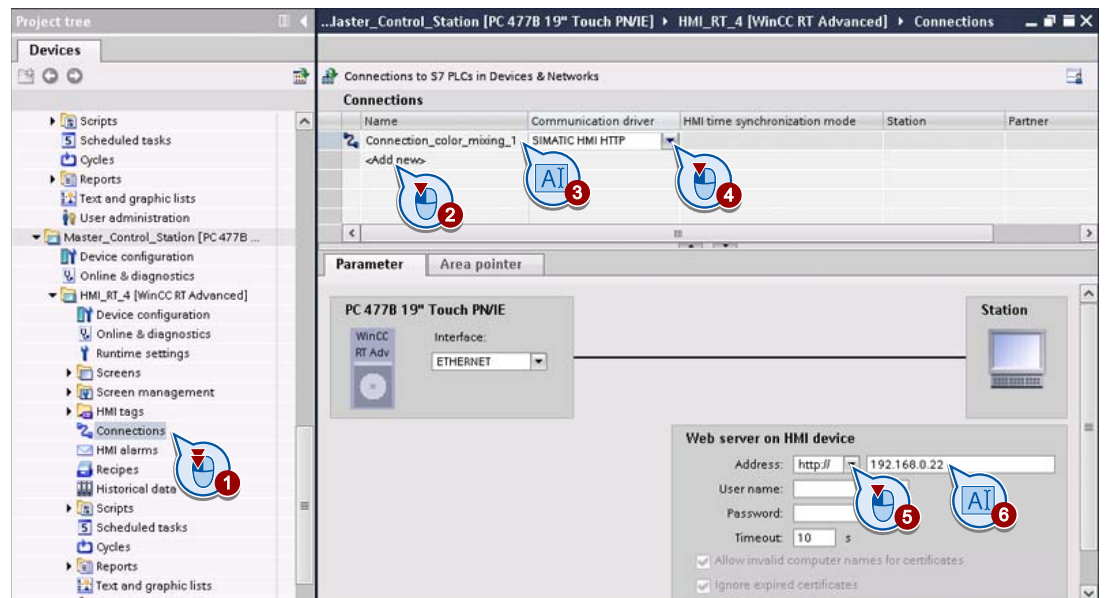 Project tree
...laster_Control_Station [PC 477B 19" Touch PN/IE] ▸ HMI_RT_4 [WinCC RT Advanced] ▸ Connections
Devices
Connections to S7 PLCs in Devices & Networks
Connections
Name Communication driver HMI time synchronization mode Station Partner
Connection_color_mixing_1 SIMATIC HMI HTTP
<Add new>
AI 3
4
2
Scripts
Scheduled tasks
Cycles
Reports
Text and graphic lists
User administration
Master_Control_Station [PC 477B ...
Device configuration
Online & diagnostics
HMI_RT_4 [WinCC RT Advanced]
Device configuration
Online & diagnostics
Runtime settings
Screens
Screen management
HMI tags
Connections
HMI alarms
Recipes
Historical data
1
Scripts
Scheduled tasks
Cycles
Reports
Text and graphic lists
Parameter Area pointer
PC 477B 19" Touch PN/IE
WinCC
RT Adv
Interface:
ETHERNET
Station
Web server on HMI device
Address: http:// 192.168.0.22
User name:
Password:
5
AI 6
Timeout: 10 s
Allow invalid computer names for certificates
Ignore expired certificates